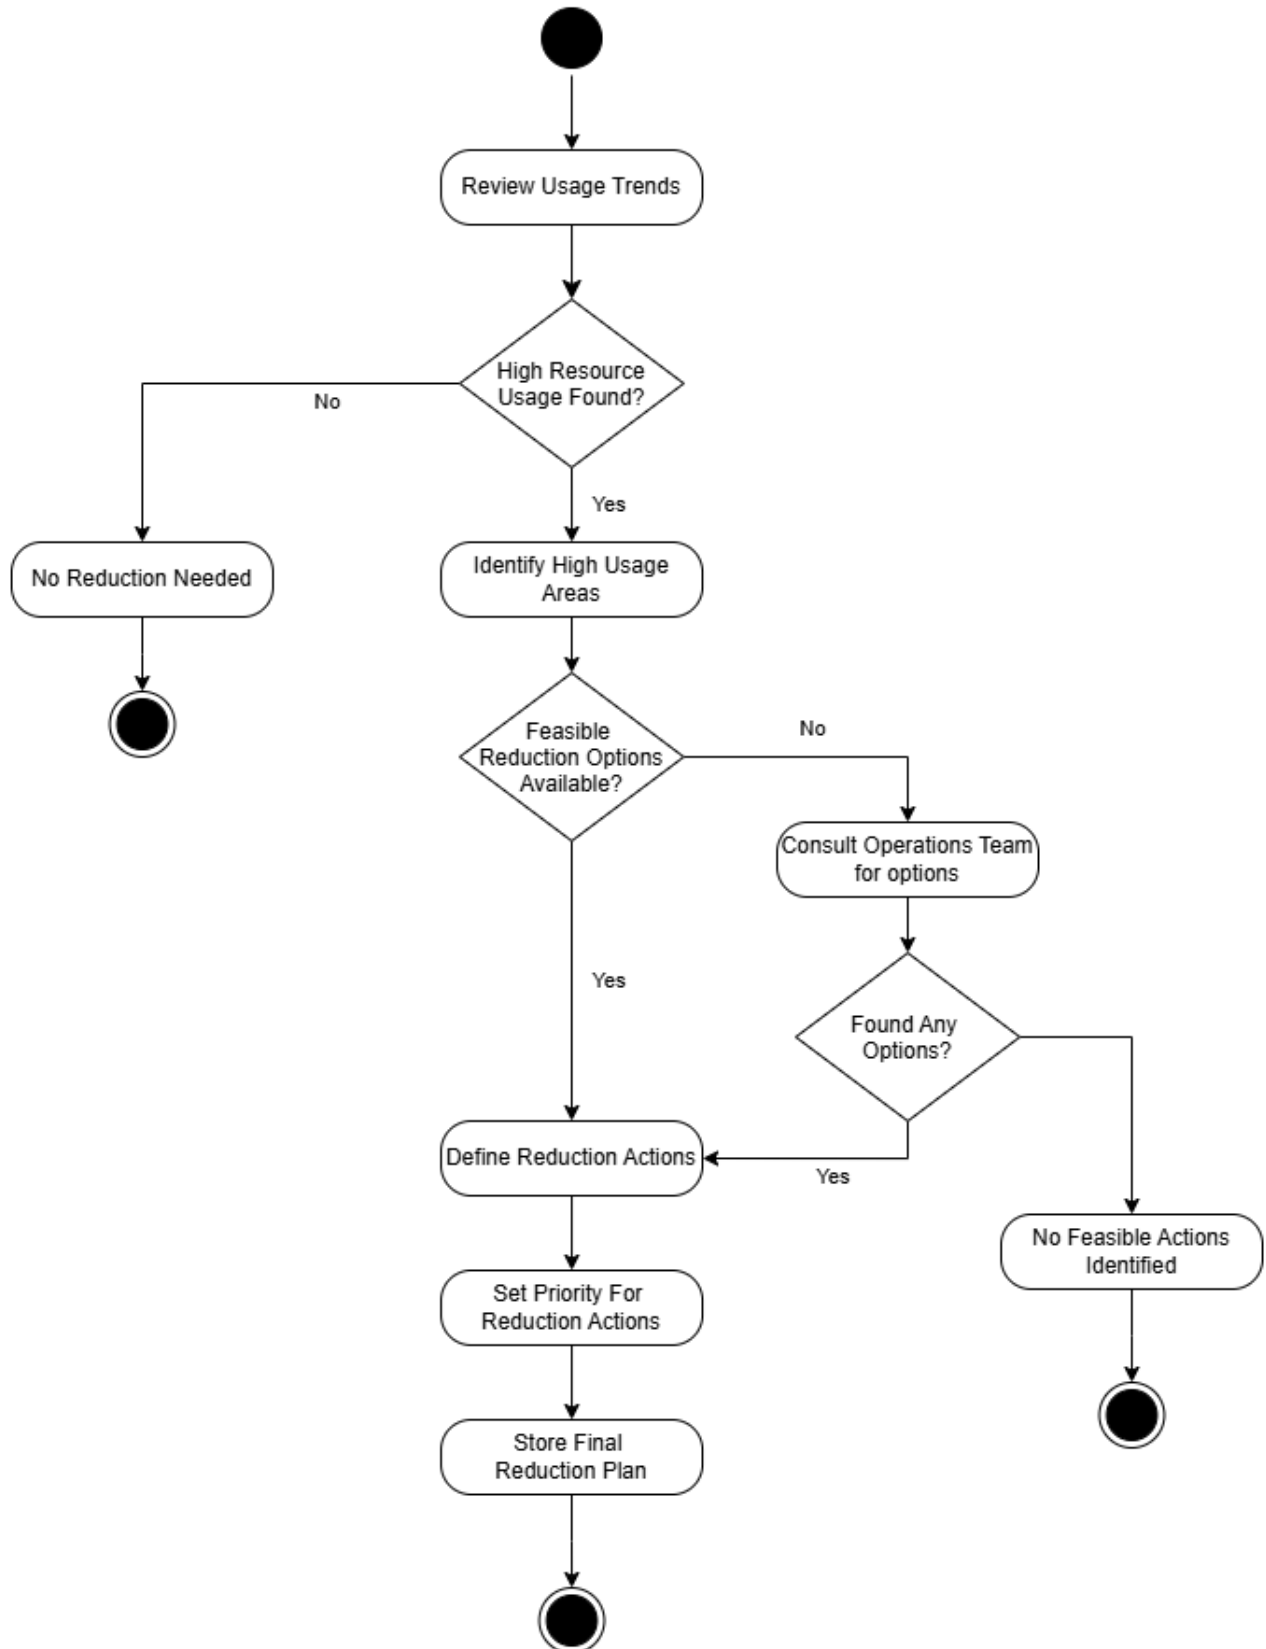 Review Usage Trends
High Resource
Usage Found?
No
Yes
No Reduction Needed
Identify High Usage
Areas
Feasible
Reduction Options
Available?
No
Consult Operations Team
for options
Yes
Found Any
Options?
Define Reduction Actions
Yes
No Feasible Actions
Identified
Set Priority For
Reduction Actions
Store Final
Reduction Plan